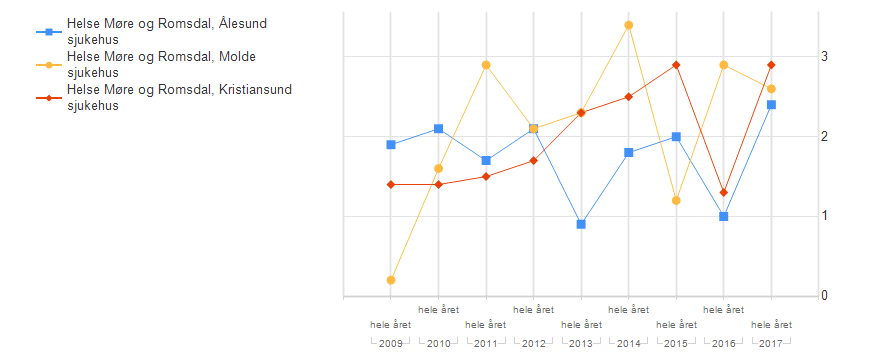 Helse Møre og Romsdal, Ålesund
sjukehus
Helse Møre og Romsdal, Molde
sjukehus
Helse Møre og Romsdal, Kristiansund
sjukehus
3
2
1
0
hele året
hele året
hele året
hele året
hele året
hele året
hele året
hele året
hele året
2009
2010
2011
2012
2013
2014
2015
2016
2017